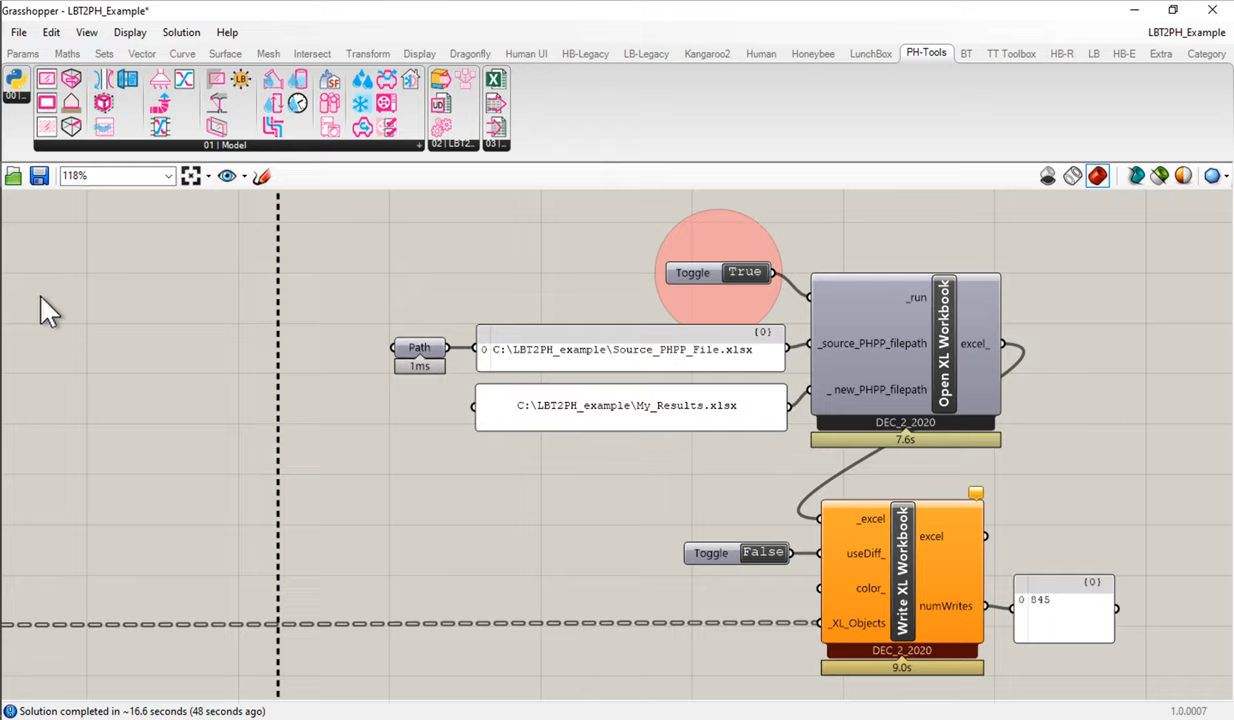 Grasshopper - LBT2PH_Example*
File Edit View Display Solution Help
LBT2PH_Example
Params Maths Sets Vector Curve Surface Mesh Intersect Transform Display Dragonfly Human UI HB-Legacy LB-Legacy Kangaroo2 Human Honeybee LunchBox PH-Tools BT TT Toolbox HB-R LB HB-E Extra Category
LB
SF
UD
00|... 01 | Model 02|LBT2... 03|...
118%
Toggle True
_run
{0}
Path
0 C:\LBT2PH_example\Source_PHPP_File.xlsx
_source_PHPP_filepath
Open XL Workbook
excel_
1ms
_ new_PHPP_filepath
C:\LBT2PH_example\My_Results.xlsx
DEC_2_2020
7.6s
_excel
Write XL Workbook
excel
Toggle False
useDiff_
color_
{0}
numWrites
0 845
_XL_Objects
DEC_2_2020
9.0s
Solution completed in ~16.6 seconds (48 seconds ago)
1.0.0007